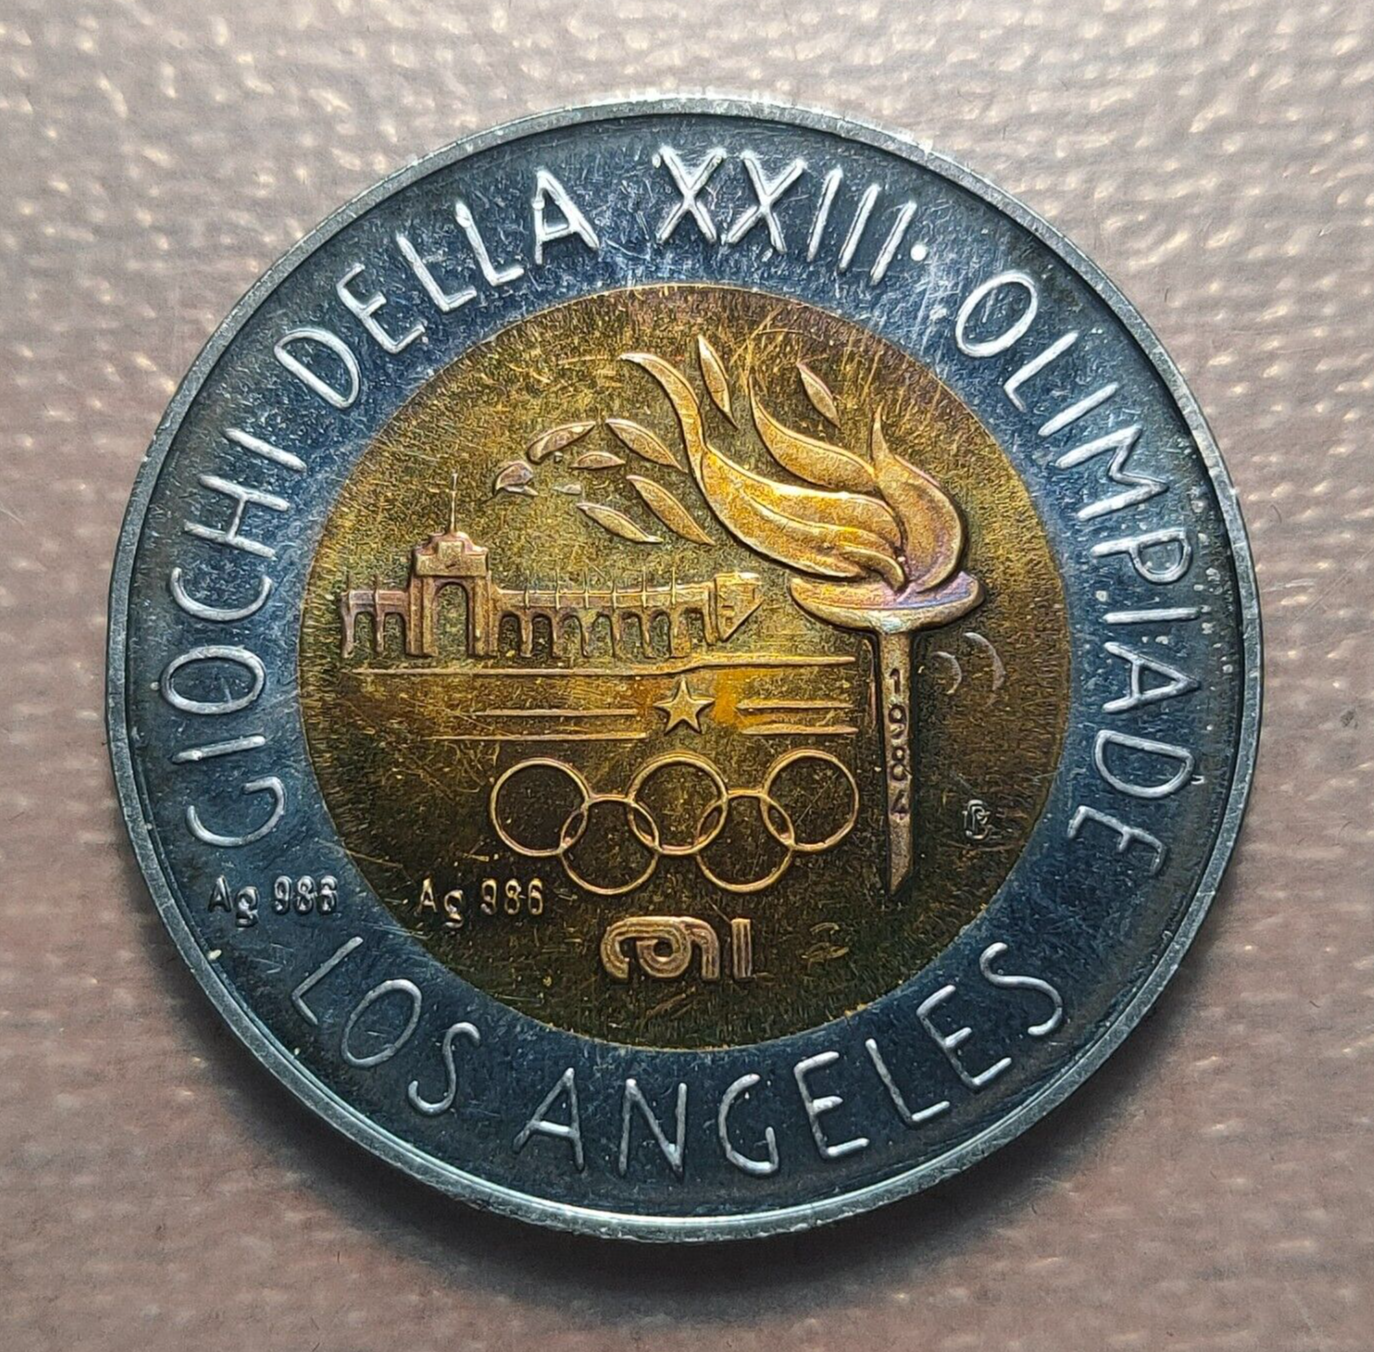 GIOCHI DELLA XXIII· OLIMPIADE
1984
Ag 986
Ag 986
LOS ANGELES